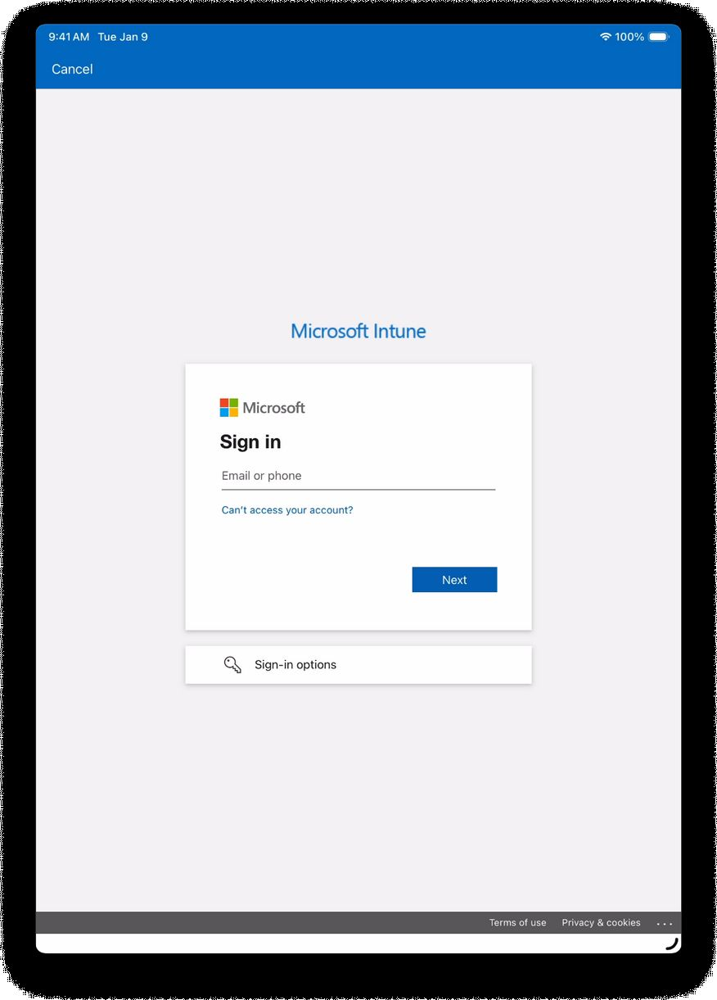 9:41 AM Tue Jan 9 100%
Cancel
Microsoft Intune
Microsoft
Sign in
Email or phone
Can't access your account?
Next
Sign-in options
Terms of use Privacy & cookies ...